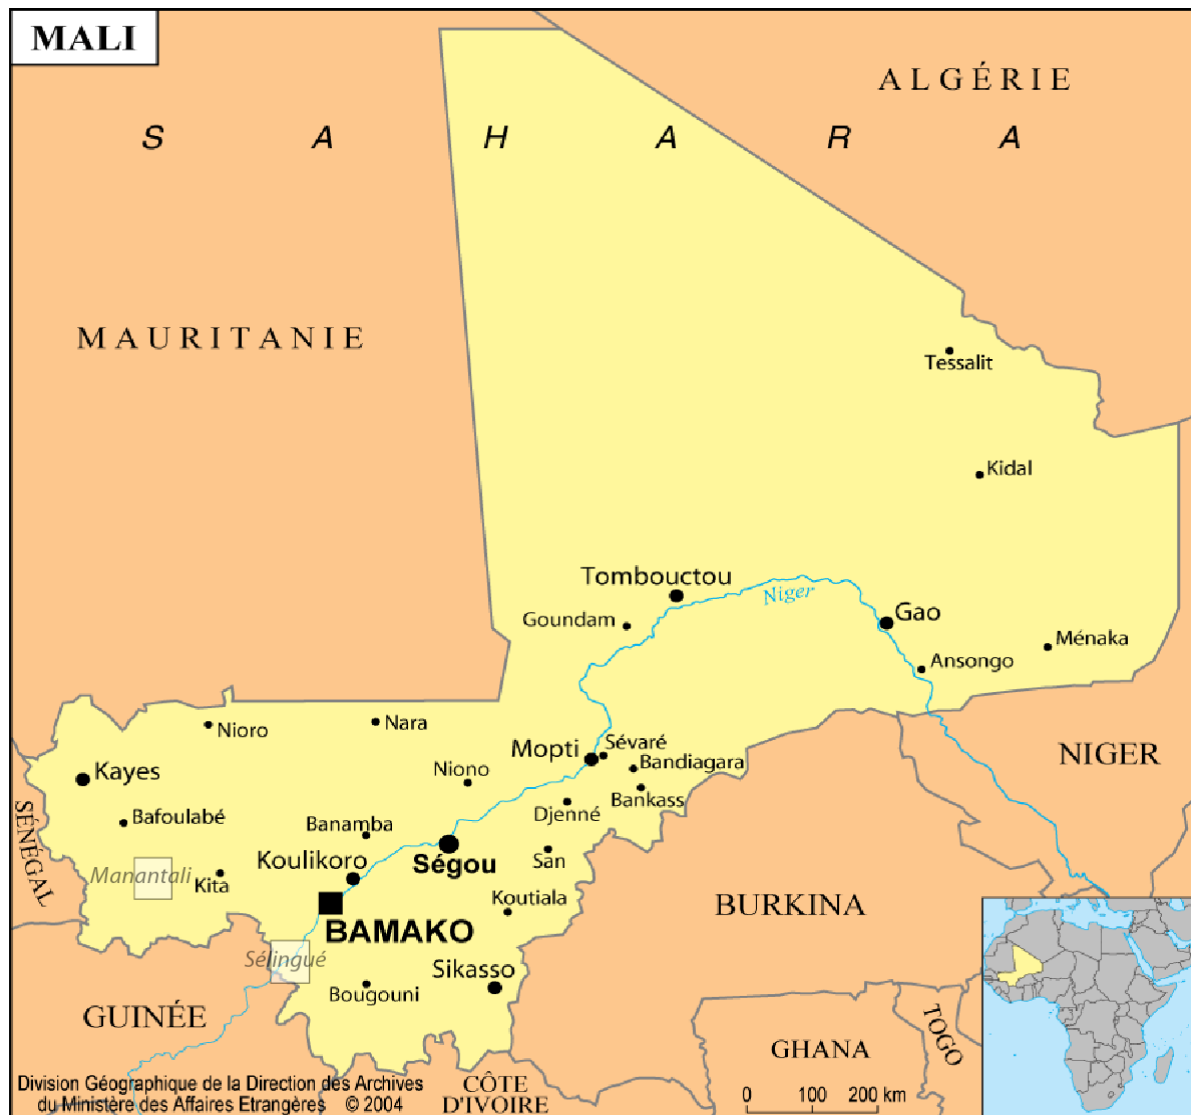 MALI
ALGÉRIE
SAHARA
MAURITANIE
Tessalit
Kidal
Tombouctou
Niger
Goundam
Gao
Ménaka
Ansongo
Nioro
Nara
Mopti
Sévaré
NIGER
Kayes
Niono
Bandiagara
Bankass
Djenné
SÉNÉGAL
Bafoulabé
Banamba
Ségou
San
Koulikoro
Manantali
Kita
Koutiala
BURKINA
BAMAKO
Sélingué
Sikasso
Bougouni
GUINÉE
TOGO
GHANA
Division Géographique de la Direction des Archives
du Ministère des Affaires Etrangères © 2004
CÔTE
D'IVOIRE
0 100 200 km